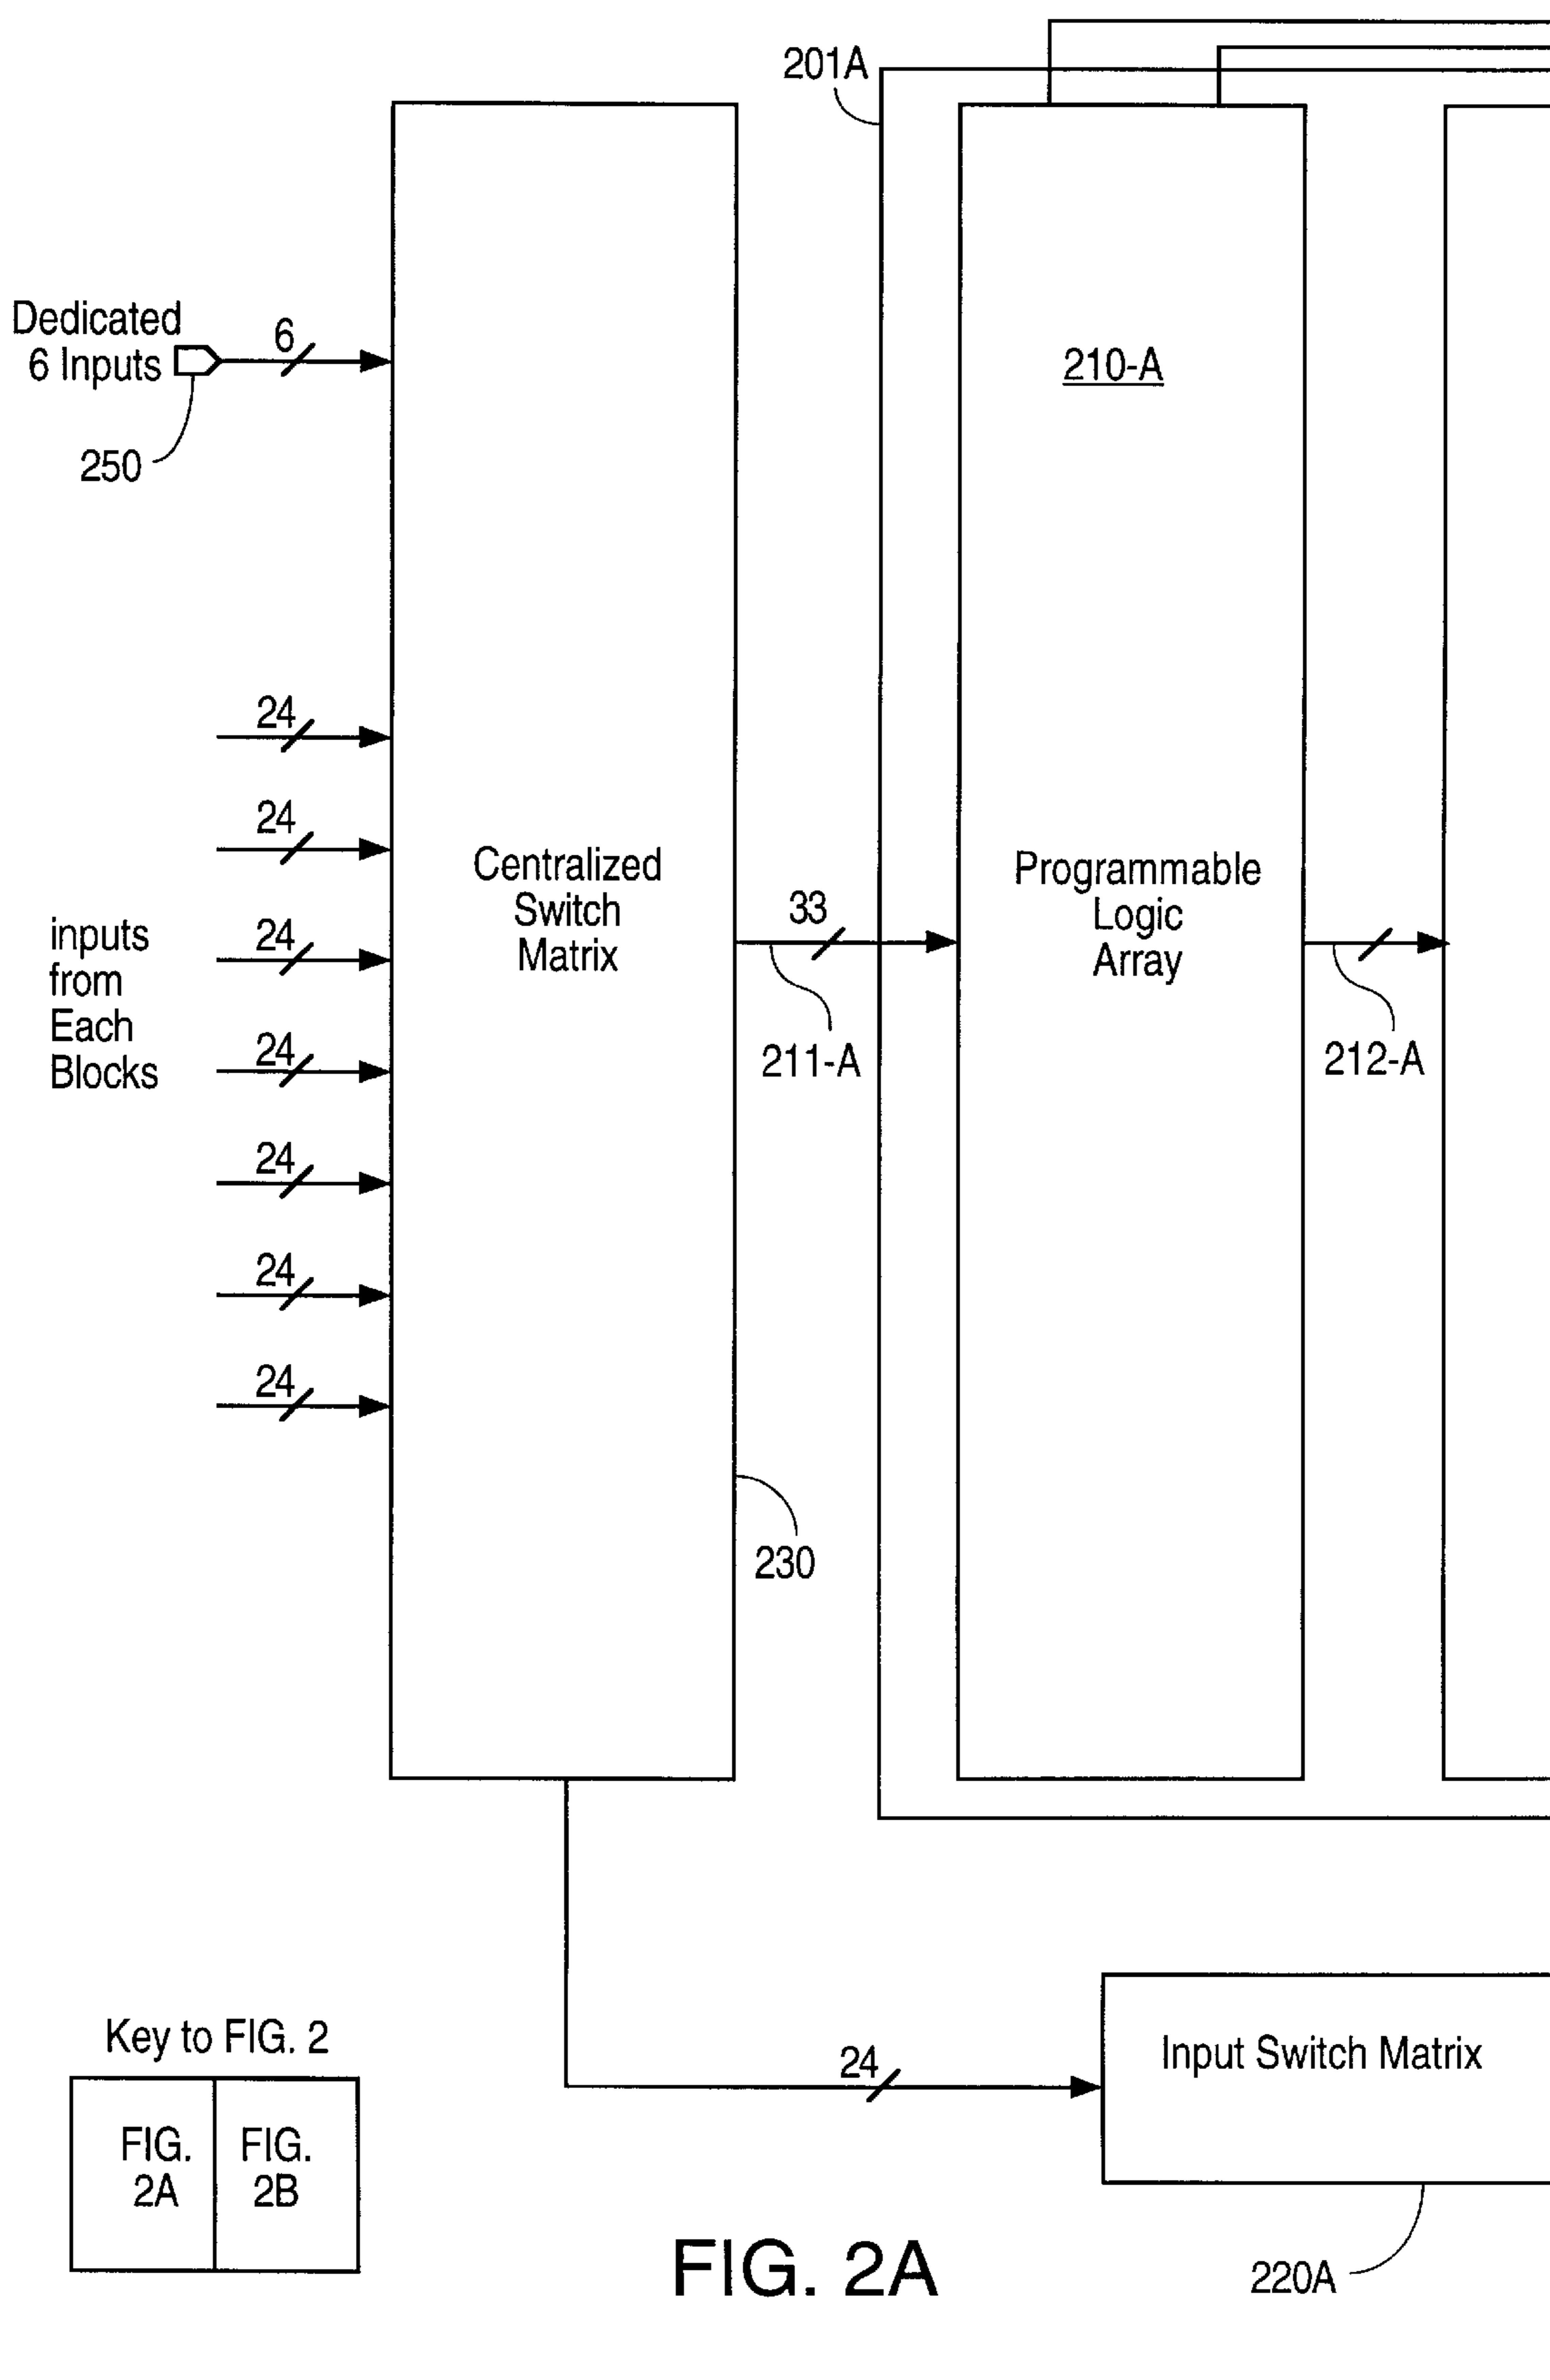 201A
Dedicated
6 Inputs
6
250
210-A
24
24
24
24
24
24
24
inputs
from
Each
Blocks
Centralized
Switch
Matrix
33
211-A
Programmable
Logic
Array
212-A
230
24
Input Switch Matrix
220A
Key to FIG. 2
FIG.
2A
FIG.
2B
FIG. 2A